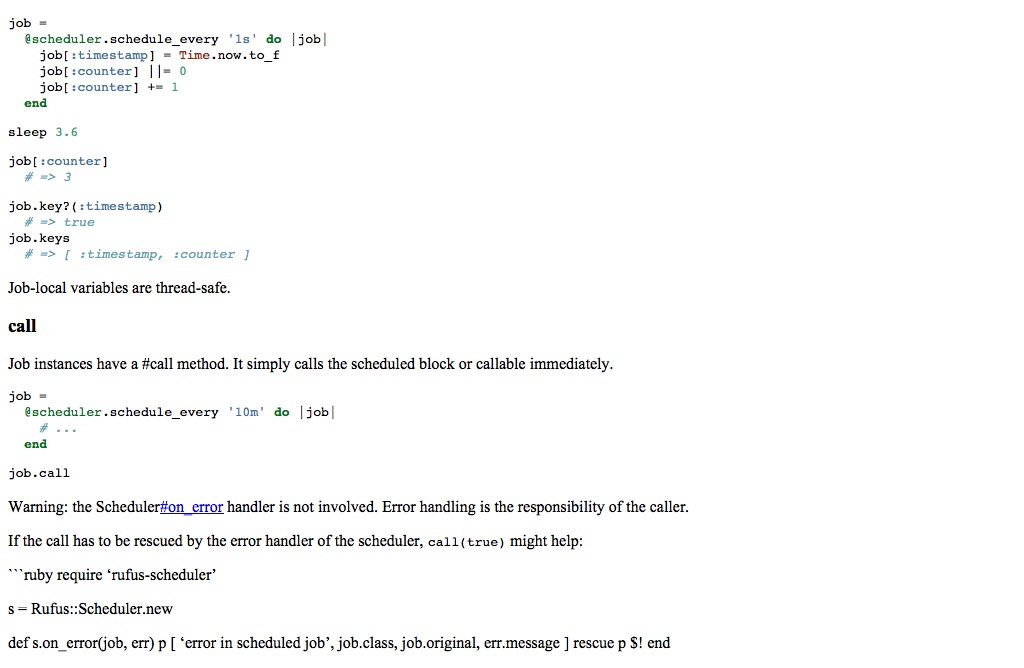 job =
  @scheduler.schedule_every '1s' do |job|
    job[:timestamp] = Time.now.to_f
    job[:counter] ||= 0
    job[:counter] += 1
  end
sleep 3.6
job[:counter]
  # => 3
job.key?(:timestamp)
  # => true
job.keys
  # => [ :timestamp, :counter ]
Job-local variables are thread-safe.
call
Job instances have a #call method. It simply calls the scheduled block or callable immediately.
job =
  @scheduler.schedule_every '10m' do |job|
    # ...
  end
job.call
Warning: the Scheduler#on_error handler is not involved. Error handling is the responsibility of the caller.
If the call has to be rescued by the error handler of the scheduler, call(true) might help:
```ruby require ‘rufus-scheduler’
s = Rufus::Scheduler.new
def s.on_error(job, err) p [ ‘error in scheduled job’, job.class, job.original, err.message ] rescue p $! end